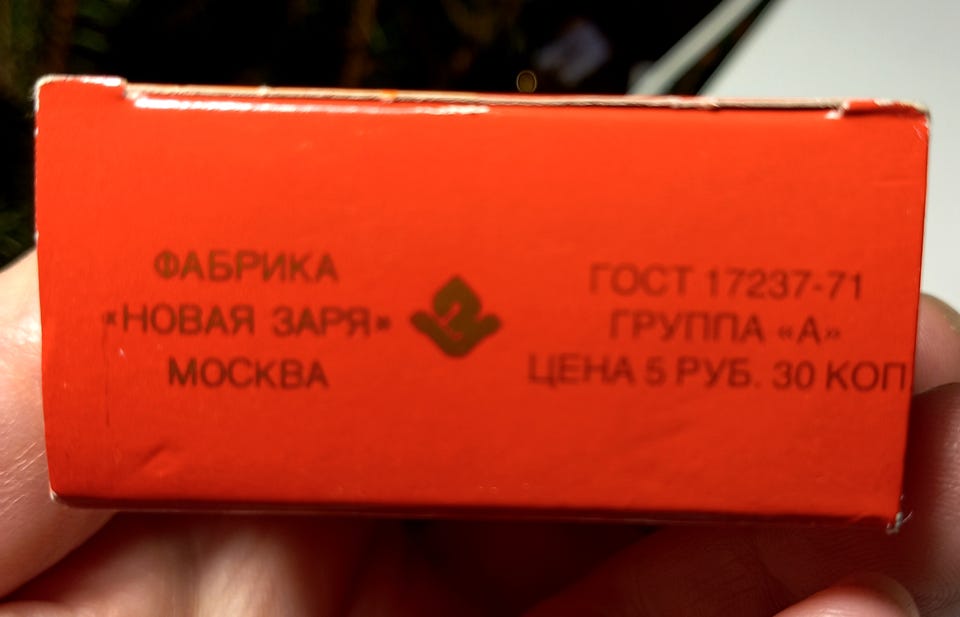 ФАБРИКА
«НОВАЯ ЗАРЯ»
МОСКВА
ГОСТ 17237-71
ГРУППА «А»
ЦЕНА 5 РУБ. 30 КОП